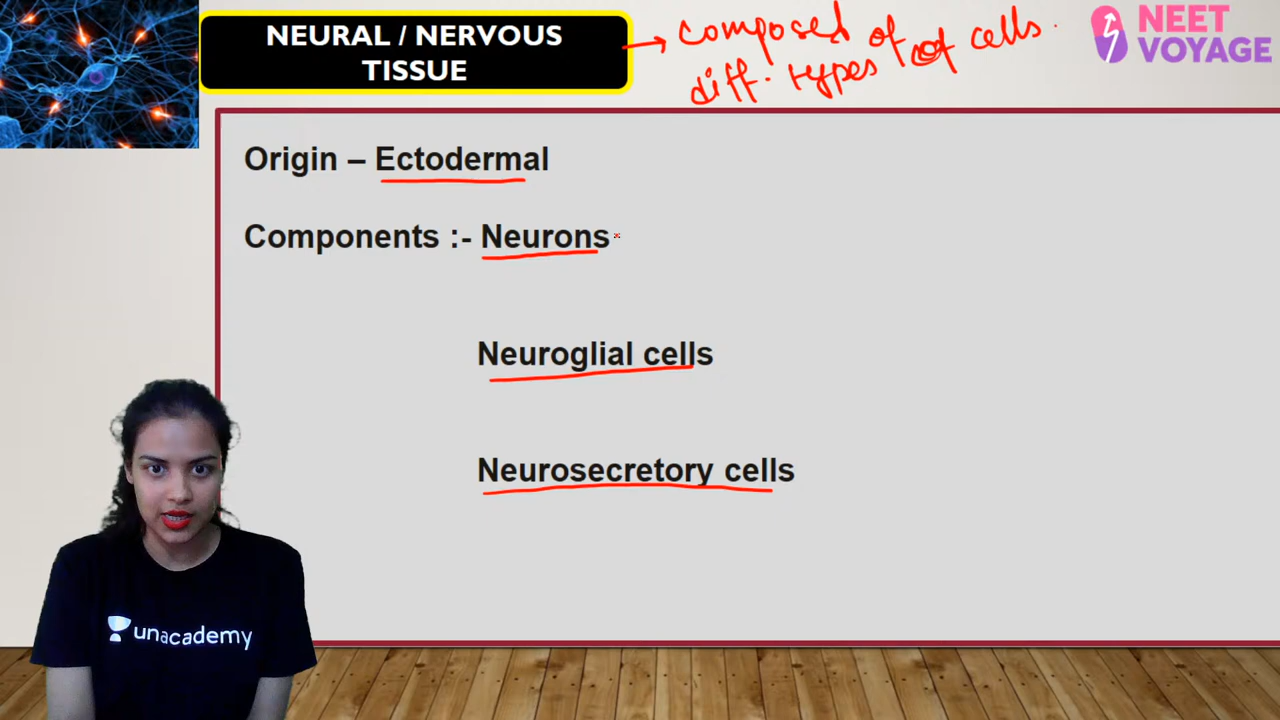 NEURAL / NERVOUS
TISSUE
composed of
diff. types of cells.
NEET
VOYAGE
Origin – Ectodermal
Components :- Neurons
Neuroglial cells
Neurosecretory cells
unacademy